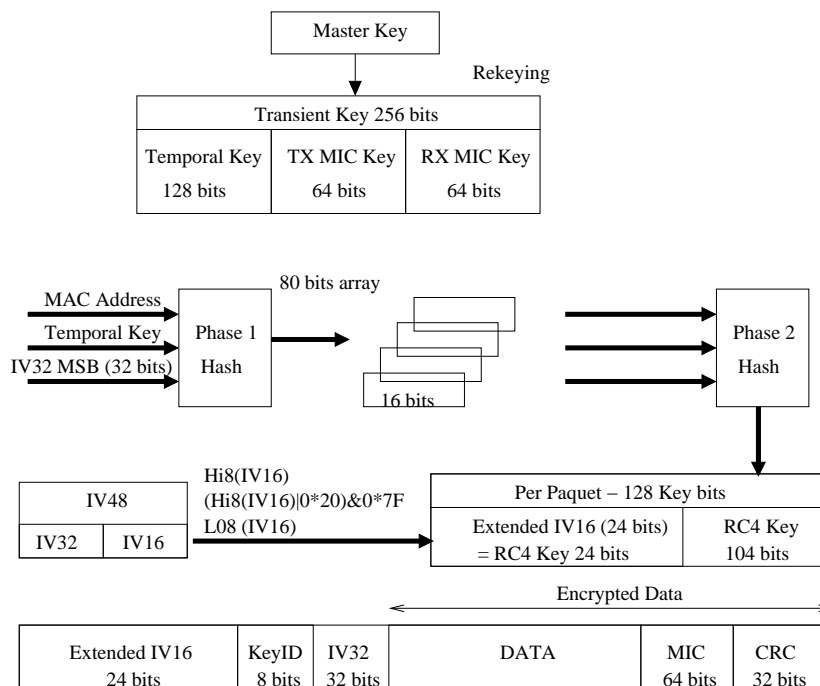 Master Key
Rekeying
Transient Key 256 bits
Temporal Key
128 bits
TX MIC Key
64 bits
RX MIC Key
64 bits
MAC Address
Temporal Key
IV32 MSB (32 bits)
Phase 1
Hash
80 bits array
16 bits
Phase 2
Hash
IV48
IV32
IV16
Hi8(IV16)
(Hi8(IV16)|0*20)&0*7F
L08 (IV16)
Per Paquet – 128 Key bits
Extended IV16 (24 bits)
= RC4 Key 24 bits
RC4 Key
104 bits
Encrypted Data
Extended IV16
24 bits
KeyID
8 bits
IV32
32 bits
DATA
MIC
64 bits
CRC
32 bits